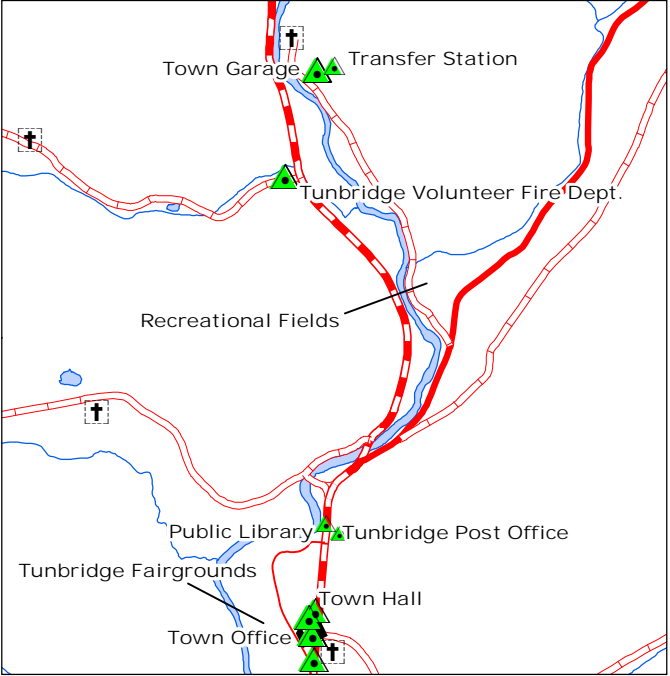 Transfer Station
Town Garage
Tunbridge Volunteer Fire Dept.
Recreational Fields
Public Library
Tunbridge Post Office
Tunbridge Fairgrounds
Town Hall
Town Office